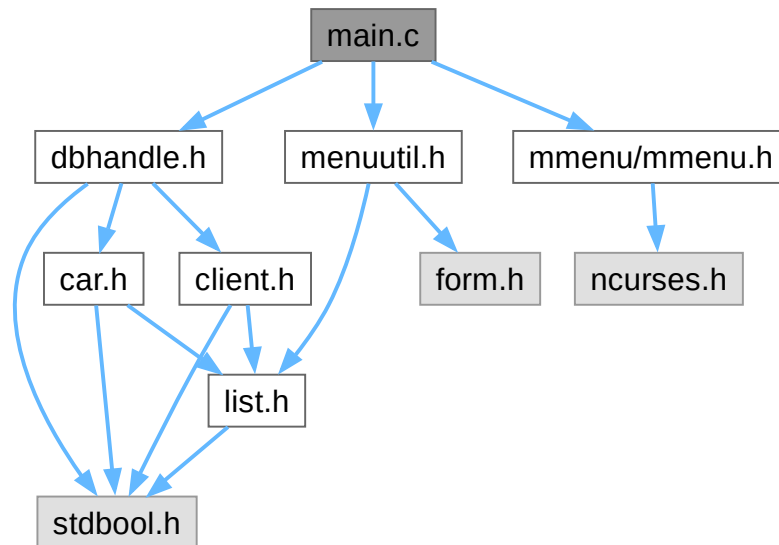 main.c
dbhandle.h
menuutil.h
mmenu/mmenu.h
car.h
client.h
form.h
ncurses.h
list.h
stdbool.h